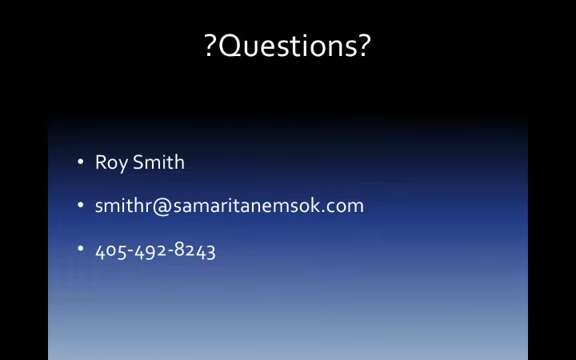 ?Questions?
• Roy Smith
• smithr@samaritanemsok.com
• 405-492-8243